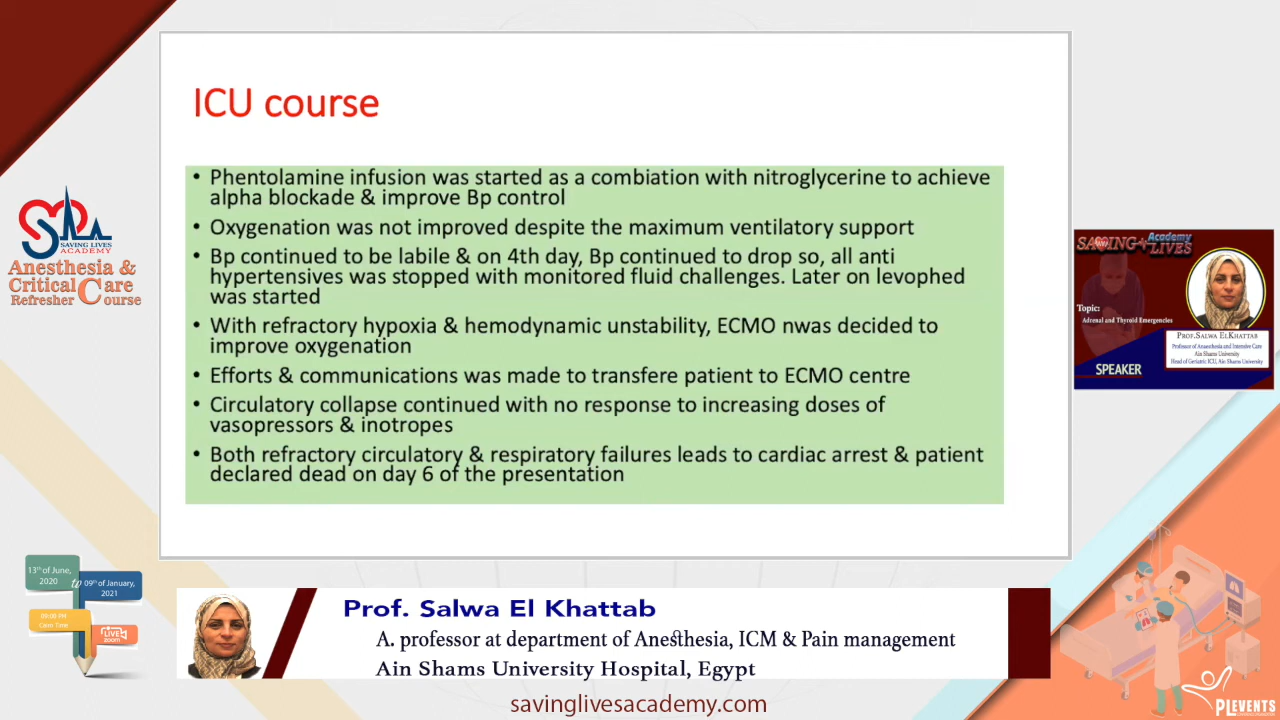 ICU course
• Phentolamine infusion was started as a combiation with nitroglycerine to achieve
alpha blockade & improve Bp control
• Oxygenation was not improved despite the maximum ventilatory support
• Bp continued to be labile & on 4th day, Bp continued to drop so, all anti
hypertensives was stopped with monitored fluid challenges. Later on levophed
was started
• With refractory hypoxia & hemodynamic unstability, ECMO nwas decided to
improve oxygenation
• Efforts & communications was made to transfere patient to ECMO centre
• Circulatory collapse continued with no response to increasing doses of
vasopressors & inotropes
• Both refractory circulatory & respiratory failures leads to cardiac arrest & patient
declared dead on day 6 of the presentation
SAVING LIVES
ACADEMY
Anesthesia &
Critical Care
Refresher Course
SAVING LIVES
Academy
Topic:
Adrenal and Thyroid Emergencies
PROF.SALWA ELKHATTAB
Professor of Anaesthesia and Intensive Care
Ain Shams University
Head of Geriatric ICU, Ain Shams University
SPEAKER
13th of June,
2020
to
09th of January,
2021
09:00 PM
Cairo Time
LIVE
zoom
Prof. Salwa El Khattab
A. professor at department of Anesthesia, ICM & Pain management
Ain Shams University Hospital, Egypt
savinglivesacademy.com
PLEVENTS